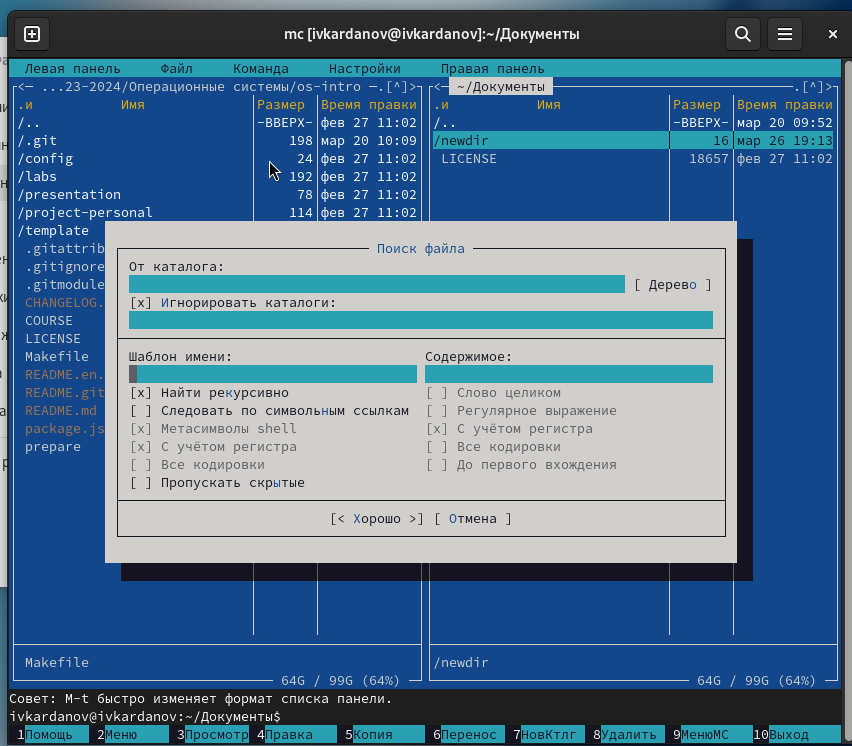 mc [ivkardanov@ivkardanov]:~/Документы
Левая панель Файл Команда Настройки Правая панель
<— ...23-2024/Операционные системы/os-intro —.[^]> <— ~/Документы .[^]>
.и Имя Размер Время правки .и Имя Размер Время правки
/.. -ВВЕРХ- фев 27 11:02 /.. -ВВЕРХ- мар 20 09:52
/.git 198 мар 20 10:09 /newdir 16 мар 26 19:13
/config 24 фев 27 11:02 LICENSE 18657 фев 27 11:02
/labs 192 фев 27 11:02
/presentation 78 фев 27 11:02
/project-personal 114 фев 27 11:02
/template
.gitattrib
.gitignore
.gitmodule
CHANGELOG.
COURSE
LICENSE
Makefile
README.en.
README.git
README.md
package.js
prepare
Поиск файла
От каталога:
[ Дерево ]
[x] Игнорировать каталоги:
Шаблон имени: Содержимое:
[x] Найти рекурсивно [ ] Слово целиком
[ ] Следовать по символьным ссылкам [ ] Регулярное выражение
[x] Метасимволы shell [x] С учётом регистра
[x] С учётом регистра [ ] Все кодировки
[ ] Все кодировки [ ] До первого вхождения
[ ] Пропускать скрытые
[< Хорошо >] [ Отмена ]
Makefile /newdir
64G / 99G (64%) 64G / 99G (64%)
Совет: M-t быстро изменяет формат списка панели.
ivkardanov@ivkardanov:~/Документы$
1Помощь 2Меню 3Просмотр 4Правка 5Копия 6Перенос 7НовКтлг 8Удалить 9МенюMC 10Выход